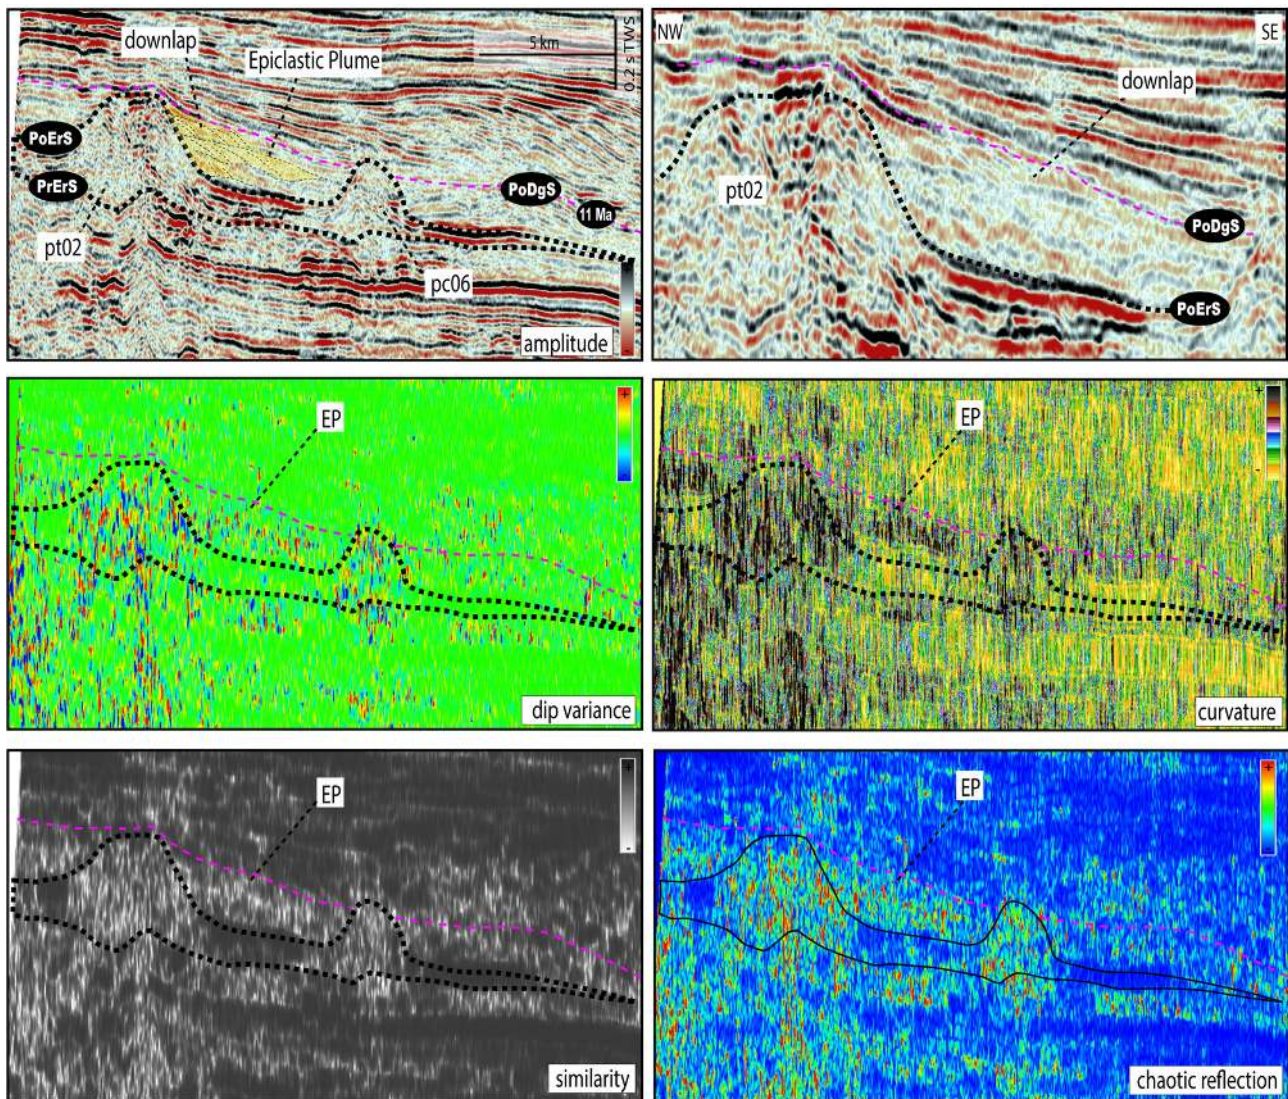 downlap
Epiclastic Plume
5 km
0.2 s TWS
PoErS
PrErS
PoDgS
11 Ma
pt02
pc06
+
-
amplitude
NW
SE
downlap
pt02
PoDgS
PoErS
EP
+
-
dip variance
EP
+
-
curvature
EP
+
-
similarity
EP
+
-
chaotic reflection